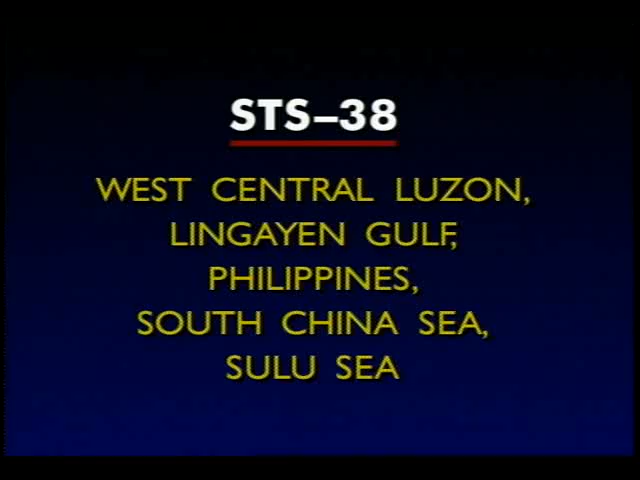 STS–38
WEST CENTRAL LUZON,
LINGAYEN GULF,
PHILIPPINES,
SOUTH CHINA SEA,
SULU SEA